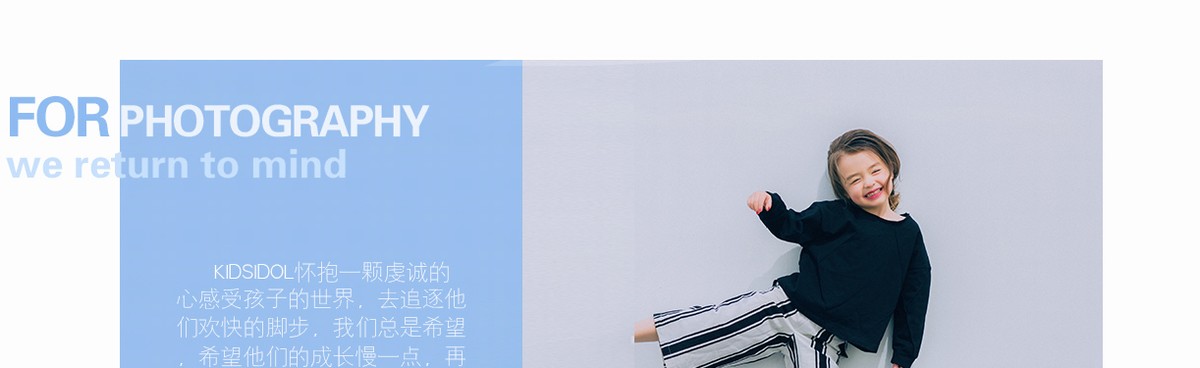 FOR PHOTOGRAPHY
we return to mind
KIDSIDOL怀抱一颗虔诚的
心感受孩子的世界，去追逐他
们欢快的脚步，我们总是希望
，希望他们的成长慢一点，再